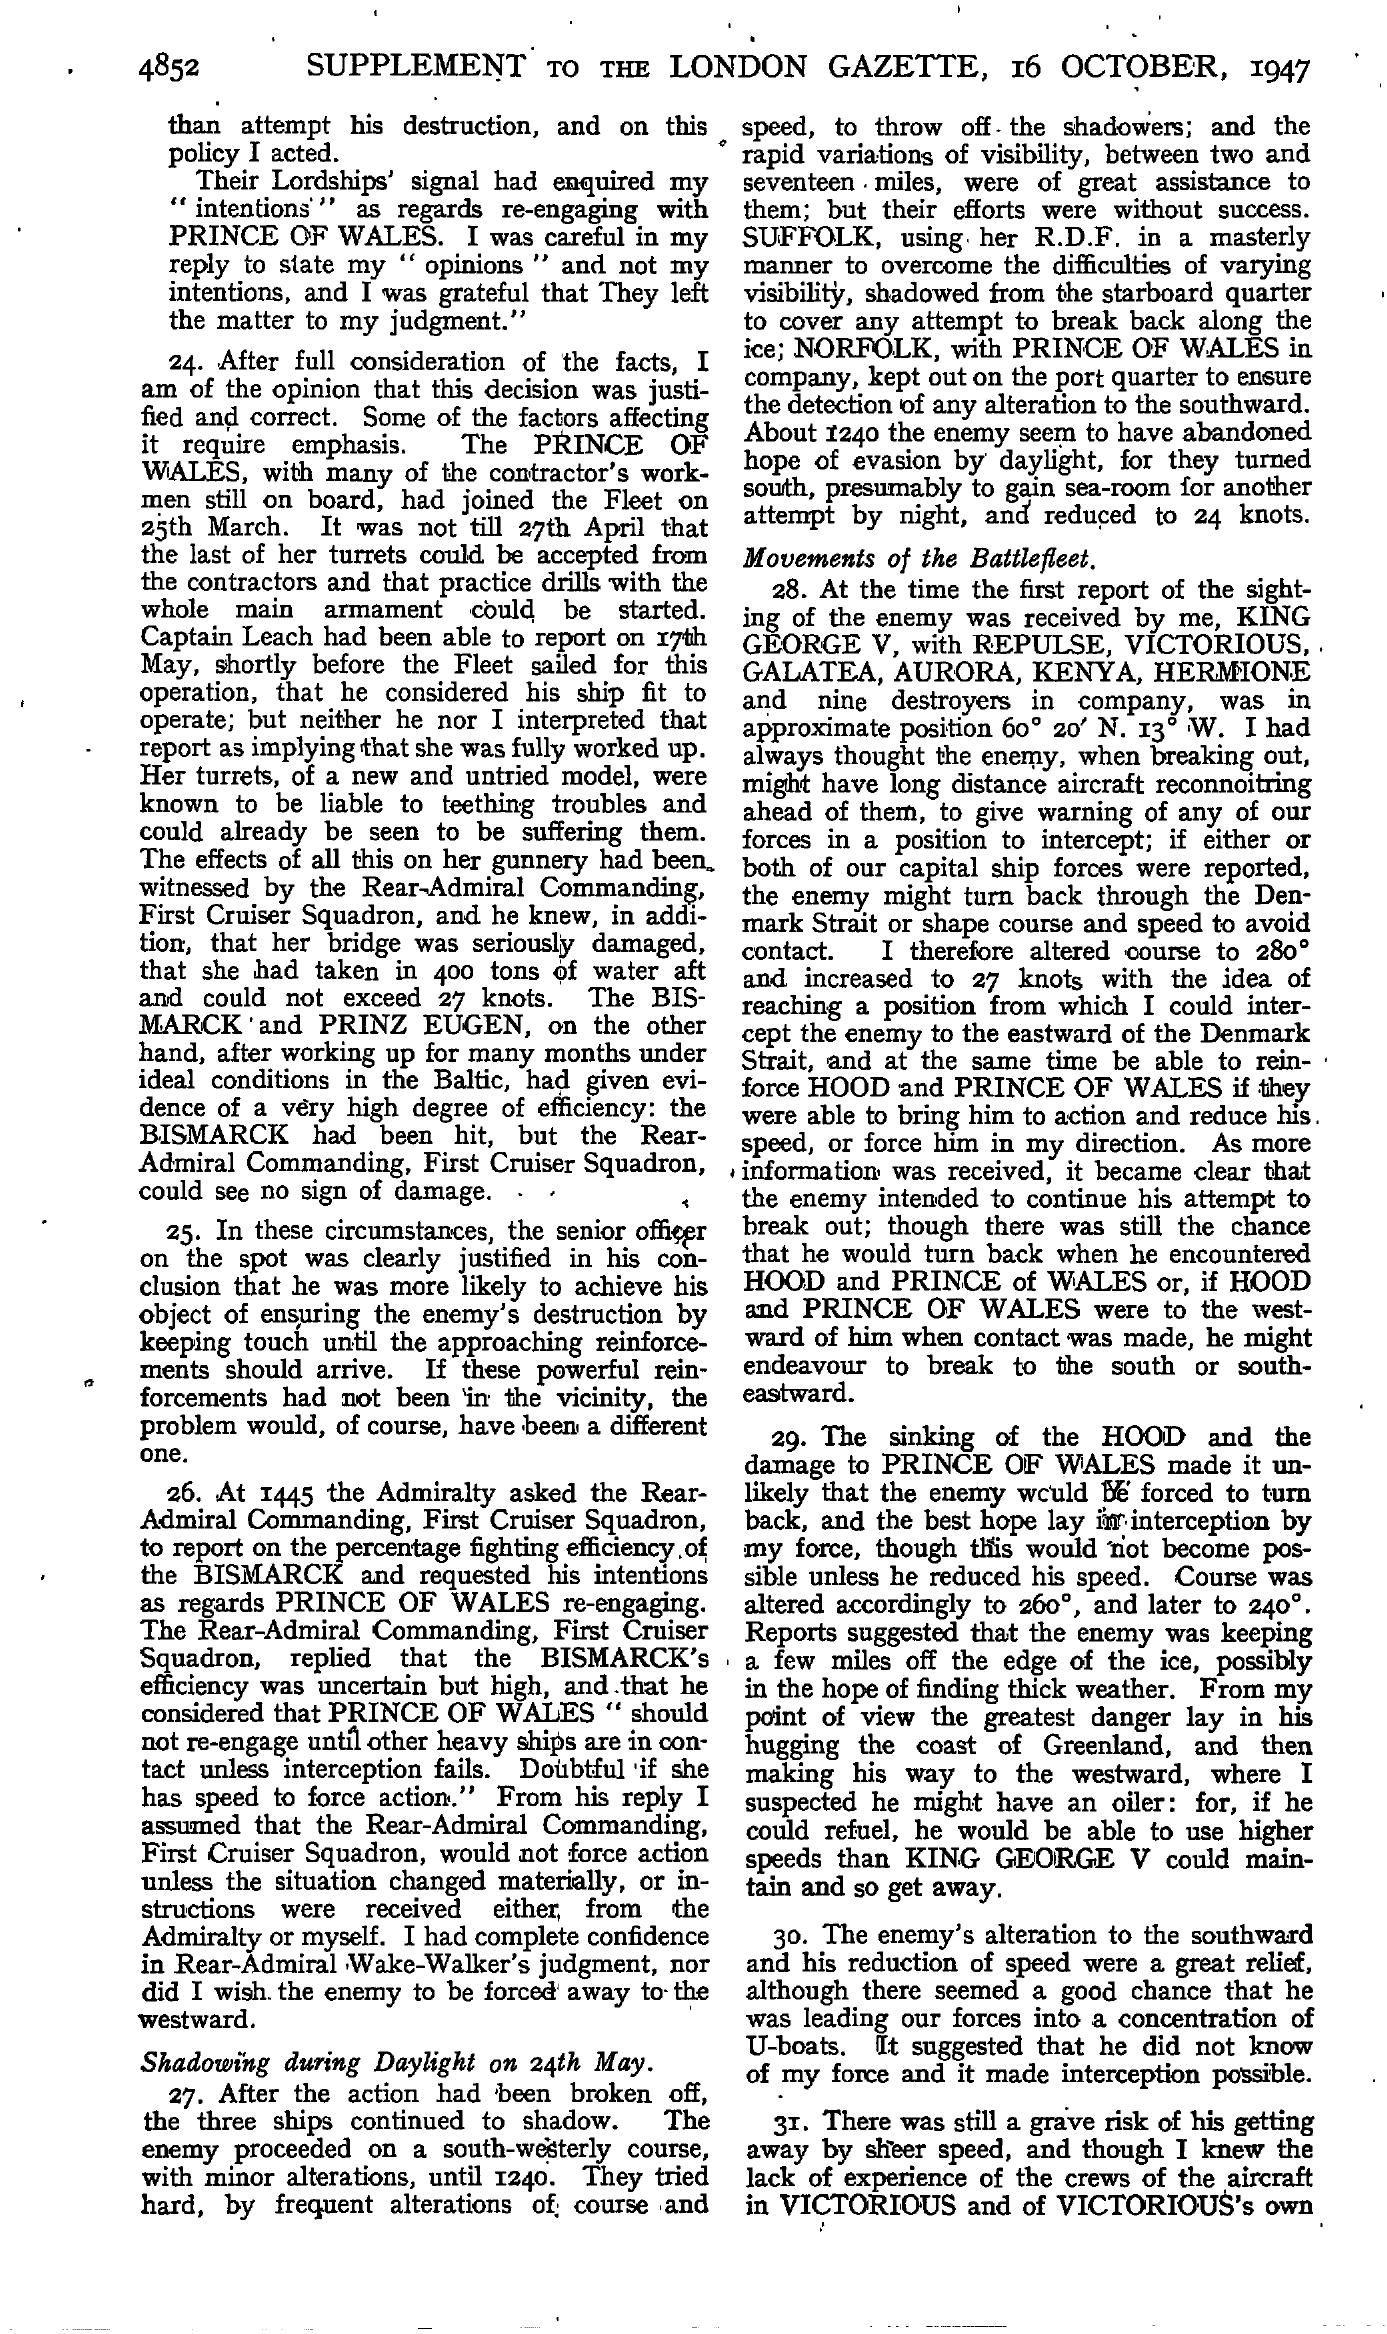 4852 SUPPLEMENT TO THE LONDON GAZETTE, 16 OCTOBER, 1947
than attempt his destruction, and on this
policy I acted.
Their Lordships' signal had enquired my
" intentions " as regards re-engaging with
PRINCE OF WALES. I was careful in my
reply to state my " opinions " and not my
intentions, and I was grateful that They left
the matter to my judgment."
24. After full consideration of the facts, I
am of the opinion that this decision was justi-
fied and correct. Some of the factors affecting
it require emphasis. The PRINCE OF
WALES, with many of the contractor's work-
men still on board, had joined the Fleet on
25th March. It was not till 27th April that
the last of her turrets could be accepted from
the contractors and that practice drills with the
whole main armament could be started.
Captain Leach had been able to report on 17th
May, shortly before the Fleet sailed for this
operation, that he considered his ship fit to
operate; but neither he nor I interpreted that
report as implying that she was fully worked up.
Her turrets, of a new and untried model, were
known to be liable to teething troubles and
could already be seen to be suffering them.
The effects of all this on her gunnery had been
witnessed by the Rear-Admiral Commanding,
First Cruiser Squadron, and he knew, in addi-
tion, that her bridge was seriously damaged,
that she had taken in 400 tons of water aft
and could not exceed 27 knots. The BIS-
MARCK and PRINZ EUGEN, on the other
hand, after working up for many months under
ideal conditions in the Baltic, had given evi-
dence of a very high degree of efficiency: the
BISMARCK had been hit, but the Rear-
Admiral Commanding, First Cruiser Squadron,
could see no sign of damage.
25. In these circumstances, the senior officer
on the spot was clearly justified in his con-
clusion that he was more likely to achieve his
object of ensuring the enemy's destruction by
keeping touch until the approaching reinforce-
ments should arrive. If these powerful rein-
forcements had not been in the vicinity, the
problem would, of course, have been a different
one.
26. At 1445 the Admiralty asked the Rear-
Admiral Commanding, First Cruiser Squadron,
to report on the percentage fighting efficiency of
the BISMARCK and requested his intentions
as regards PRINCE OF WALES re-engaging.
The Rear-Admiral Commanding, First Cruiser
Squadron, replied that the BISMARCK's
efficiency was uncertain but high, and that he
considered that PRINCE OF WALES " should
not re-engage until other heavy ships are in con-
tact unless interception fails. Doubtful if she
has speed to force action." From his reply I
assumed that the Rear-Admiral Commanding,
First Cruiser Squadron, would not force action
unless the situation changed materially, or in-
structions were received either from the
Admiralty or myself. I had complete confidence
in Rear-Admiral Wake-Walker's judgment, nor
did I wish the enemy to be forced away to the
westward.
Shadowing during Daylight on 24th May.
27. After the action had been broken off,
the three ships continued to shadow. The
enemy proceeded on a south-westerly course,
with minor alterations, until 1240. They tried
hard, by frequent alterations of course and
speed, to throw off the shadowers; and the
rapid variations of visibility, between two and
seventeen miles, were of great assistance to
them; but their efforts were without success.
SUFFOLK, using her R.D.F. in a masterly
manner to overcome the difficulties of varying
visibility, shadowed from the starboard quarter
to cover any attempt to break back along the
ice; NORFOLK, with PRINCE OF WALES in
company, kept out on the port quarter to ensure
the detection of any alteration to the southward.
About 1240 the enemy seem to have abandoned
hope of evasion by daylight, for they turned
south, presumably to gain sea-room for another
attempt by night, and reduced to 24 knots.
Movements of the Battlefleet.
28. At the time the first report of the sight-
ing of the enemy was received by me, KING
GEORGE V, with REPULSE, VICTORIOUS,
GALATEA, AURORA, KENYA, HERMIONE
and nine destroyers in company, was in
approximate position 60° 20′ N. 13° W. I had
always thought the enemy, when breaking out,
might have long distance aircraft reconnoitring
ahead of them, to give warning of any of our
forces in a position to intercept; if either or
both of our capital ship forces were reported,
the enemy might turn back through the Den-
mark Strait or shape course and speed to avoid
contact. I therefore altered course to 280°
and increased to 27 knots with the idea of
reaching a position from which I could inter-
cept the enemy to the eastward of the Denmark
Strait, and at the same time be able to rein-
force HOOD and PRINCE OF WALES if they
were able to bring him to action and reduce his
speed, or force him in my direction. As more
information was received, it became clear that
the enemy intended to continue his attempt to
break out; though there was still the chance
that he would turn back when he encountered
HOOD and PRINCE of WALES or, if HOOD
and PRINCE OF WALES were to the west-
ward of him when contact was made, he might
endeavour to break to the south or south-
eastward.
29. The sinking of the HOOD and the
damage to PRINCE OF WALES made it un-
likely that the enemy would be forced to turn
back, and the best hope lay in interception by
my force, though this would not become pos-
sible unless he reduced his speed. Course was
altered accordingly to 260°, and later to 240°.
Reports suggested that the enemy was keeping
a few miles off the edge of the ice, possibly
in the hope of finding thick weather. From my
point of view the greatest danger lay in his
hugging the coast of Greenland, and then
making his way to the westward, where I
suspected he might have an oiler: for, if he
could refuel, he would be able to use higher
speeds than KING GEORGE V could main-
tain and so get away.
30. The enemy's alteration to the southward
and his reduction of speed were a great relief,
although there seemed a good chance that he
was leading our forces into a concentration of
U-boats. It suggested that he did not know
of my force and it made interception possible.
31. There was still a grave risk of his getting
away by sheer speed, and though I knew the
lack of experience of the crews of the aircraft
in VICTORIOUS and of VICTORIOUS's own